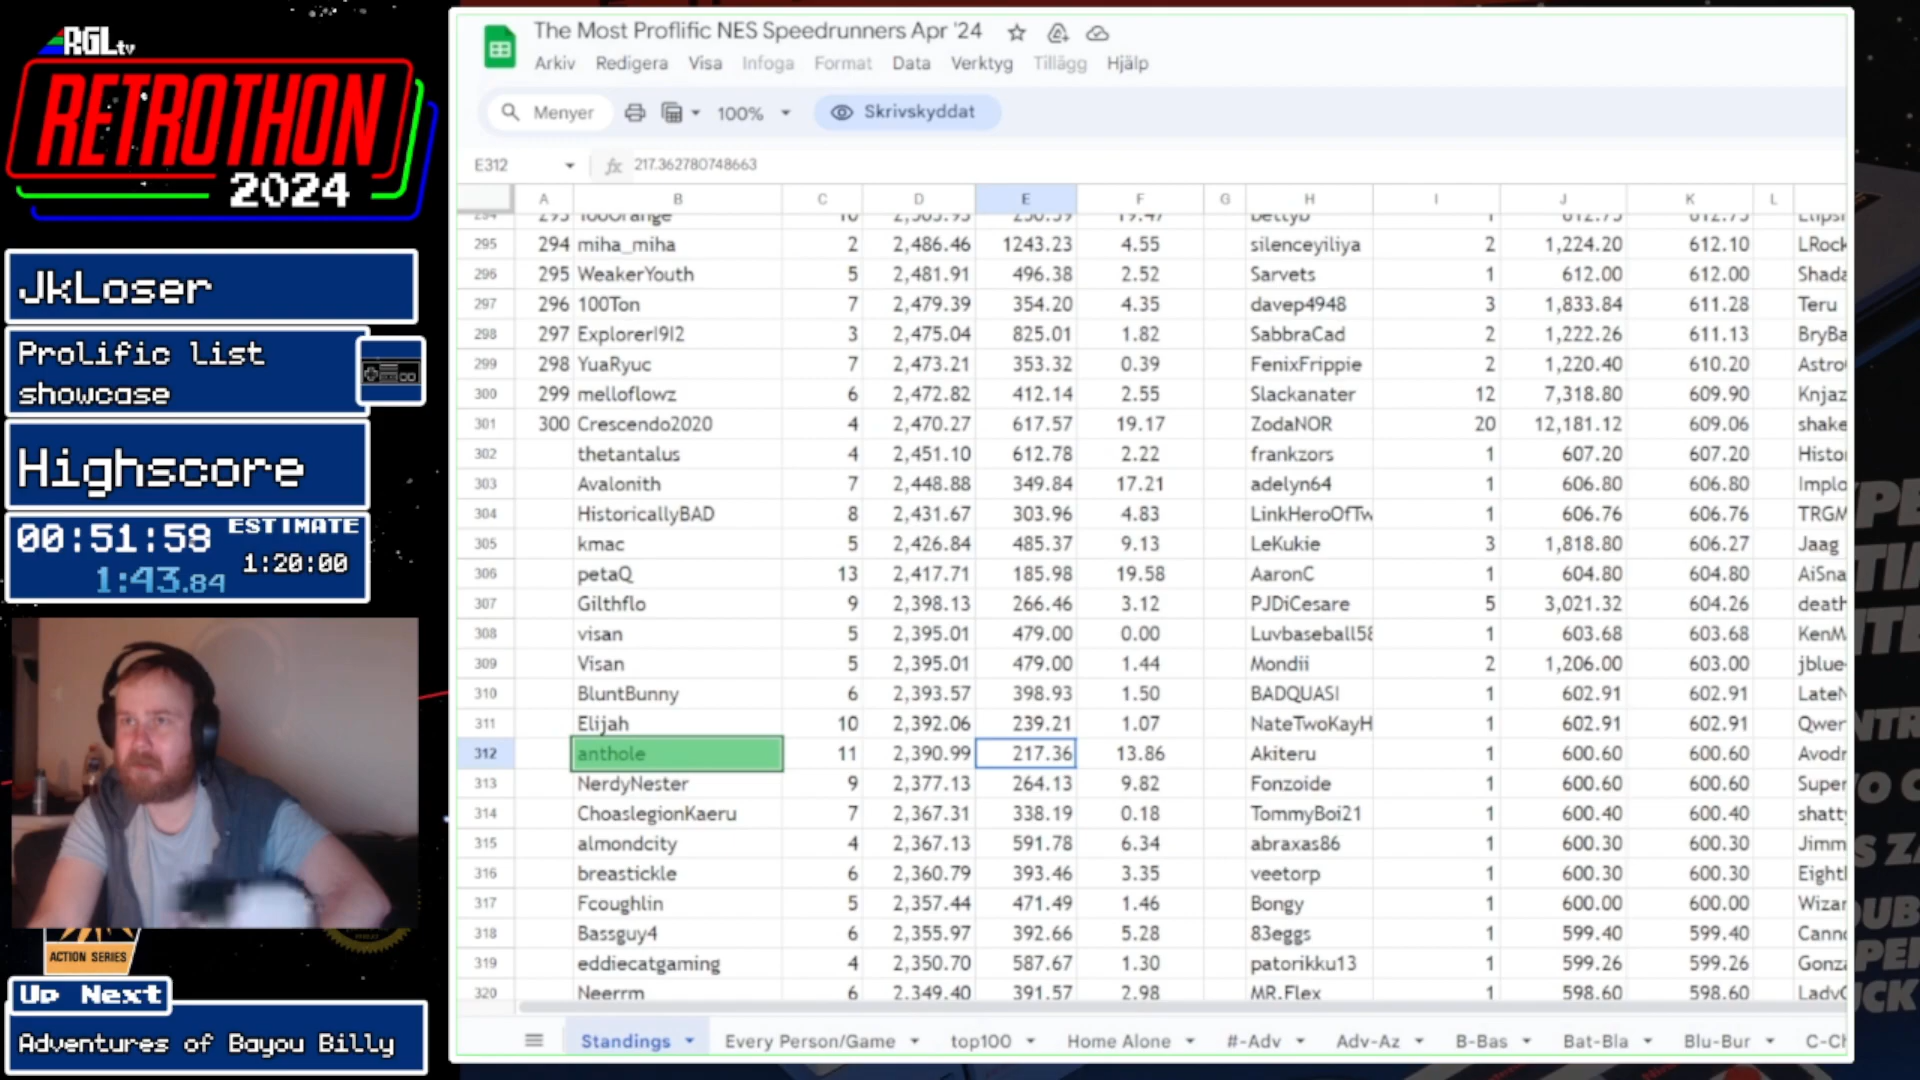 RGLtv
RETROTHON
2024
JkLoser
Prolific list
showcase
Highscore
00:51:58
ESTIMATE
1:20:00
1:43.84
ACTION SERIES
Up Next
Adventures of Bayou Billy
The Most Proflific NES Speedrunners Apr '24
Arkiv Redigera Visa Infoga Format Data Verktyg Tillägg Hjälp
Menyer 100% Skrivskyddat
E312 fx 217.362780748663
A B C D E F G H I J K L
295 294 miha_miha 2 2,486.46 1243.23 4.55 silenceyiliya 2 1,224.20 612.10 LRock
296 295 WeakerYouth 5 2,481.91 496.38 2.52 Sarvets 1 612.00 612.00 Shada
297 296 100Ton 7 2,479.39 354.20 4.35 davep4948 3 1,833.84 611.28 Teru
298 297 Explorer1912 3 2,475.04 825.01 1.82 SabbraCad 2 1,222.26 611.13 BryBa
299 298 YuaRyuc 7 2,473.21 353.32 0.39 FenixFrippie 2 1,220.40 610.20 Astro
300 299 melloflowz 6 2,472.82 412.14 2.55 Slackanater 12 7,318.80 609.90 Knjaz
301 300 Crescendo2020 4 2,470.27 617.57 19.17 ZodaNOR 20 12,181.12 609.06 shake
302 thetantalus 4 2,451.10 612.78 2.22 frankzors 1 607.20 607.20 Histo
303 Avalonith 7 2,448.88 349.84 17.21 adelyn64 1 606.80 606.80 Implo
304 HistoricallyBAD 8 2,431.67 303.96 4.83 LinkHeroOfTw 1 606.76 606.76 TRGM
305 kmac 5 2,426.84 485.37 9.13 LeKukie 3 1,818.80 606.27 Jaag
306 petaQ 13 2,417.71 185.98 19.58 AaronC 1 604.80 604.80 AiSna
307 Gilthflo 9 2,398.13 266.46 3.12 PJDiCesare 5 3,021.32 604.26 death
308 visan 5 2,395.01 479.00 0.00 Luvbaseball58 1 603.68 603.68 KenM
309 Visan 5 2,395.01 479.00 1.44 Mondii 2 1,206.00 603.00 jblue
310 BluntBunny 6 2,393.57 398.93 1.50 BADQUASI 1 602.91 602.91 LateN
311 Elijah 10 2,392.06 239.21 1.07 NateTwoKayH 1 602.91 602.91 Qwer
312 anthole 11 2,390.99 217.36 13.86 Akiteru 1 600.60 600.60 Avodr
313 NerdyNester 9 2,377.13 264.13 9.82 Fonzoide 1 600.60 600.60 Super
314 ChoaslegionKaeru 7 2,367.31 338.19 0.18 TommyBoi21 1 600.40 600.40 shatt
315 almondcity 4 2,367.13 591.78 6.34 abraxas86 1 600.30 600.30 Jimm
316 breastickle 6 2,360.79 393.46 3.35 veetorp 1 600.30 600.30 Eight
317 Fcoughlin 5 2,357.44 471.49 1.46 Bongy 1 600.00 600.00 Wizar
318 Bassguy4 6 2,355.97 392.66 5.28 83eggs 1 599.40 599.40 Canno
319 eddiecatgaming 4 2,350.70 587.67 1.30 patorikku13 1 599.26 599.26 Gonza
320 Neerrm 6 2,349.40 391.57 2.98 MR.Flex 1 598.60 598.60 LadyC
Standings Every Person/Game top100 Home Alone #-Adv Adv-Az B-Bas Bat-Bla Blu-Bur C-Ch